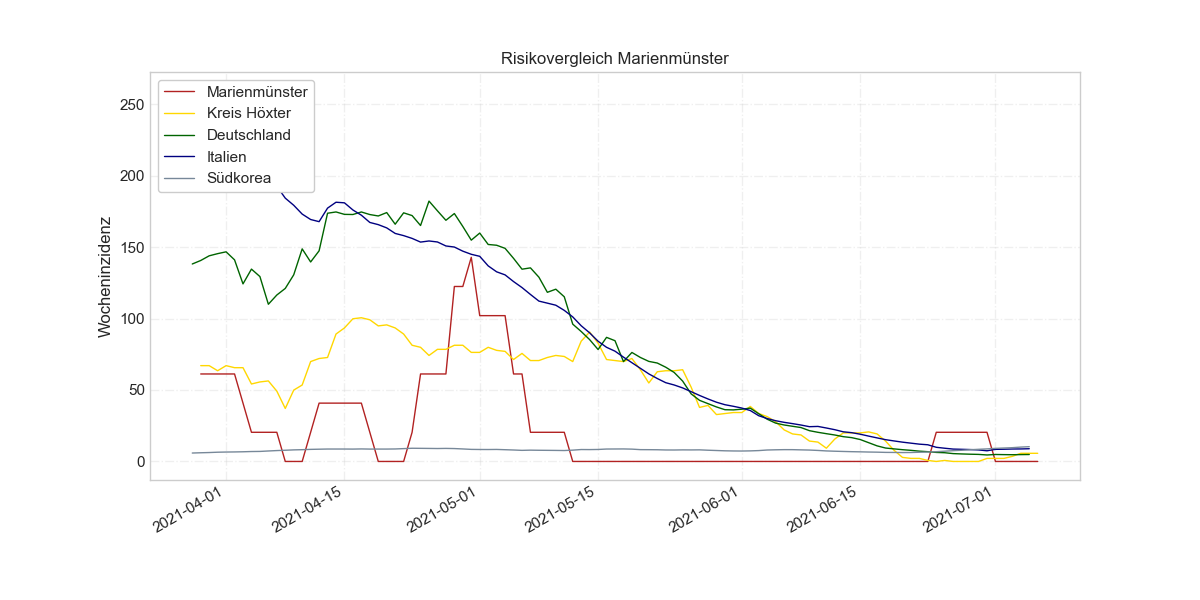 Risikovergleich Marienmünster
Marienmünster
Kreis Höxter
Deutschland
Italien
Südkorea
Wocheninzidenz
250
200
150
100
50
0
2021-04-01
2021-04-15
2021-05-01
2021-05-15
2021-06-01
2021-06-15
2021-07-01